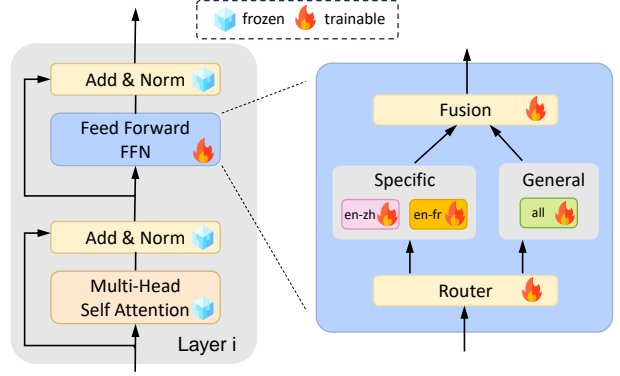 frozen trainable
Add & Norm
Feed Forward
FFN
Add & Norm
Multi-Head
Self Attention
Layer i
Fusion
Specific
General
en-zh
en-fr
all
Router